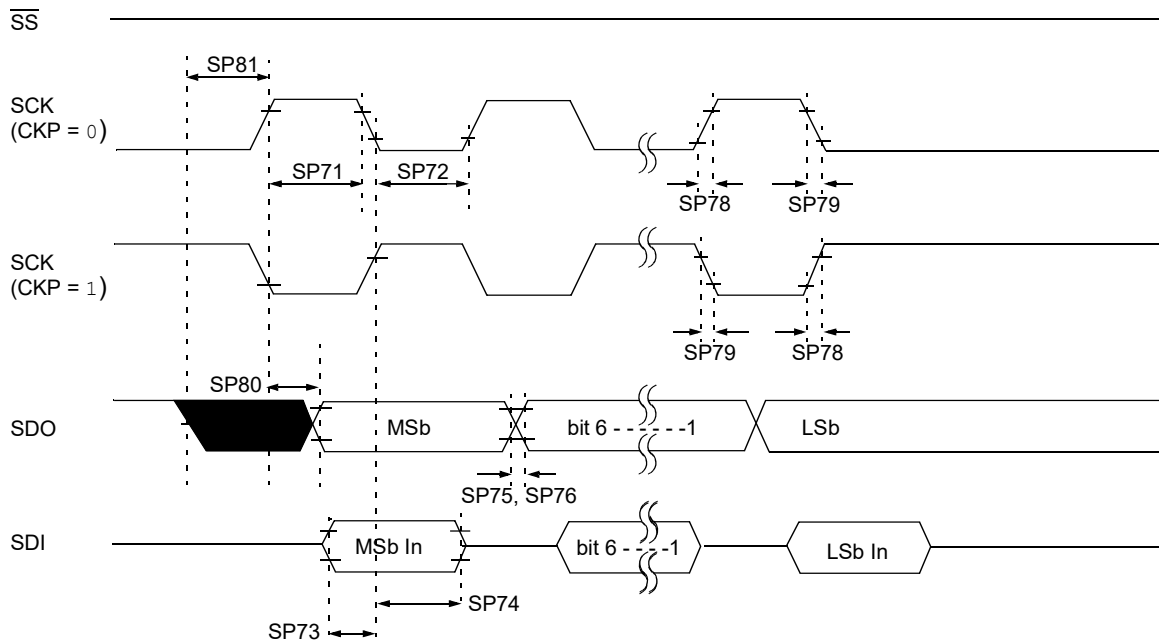 SS
SP81
SCK
(CKP = 0)
SP71
SP72
SP78
SP79
SCK
(CKP = 1)
SP79
SP78
SP80
SDO
MSb
bit 6 - - - - - - -1
LSb
SP75, SP76
SDI
MSb In
bit 6 - - - - -1
LSb In
SP74
SP73